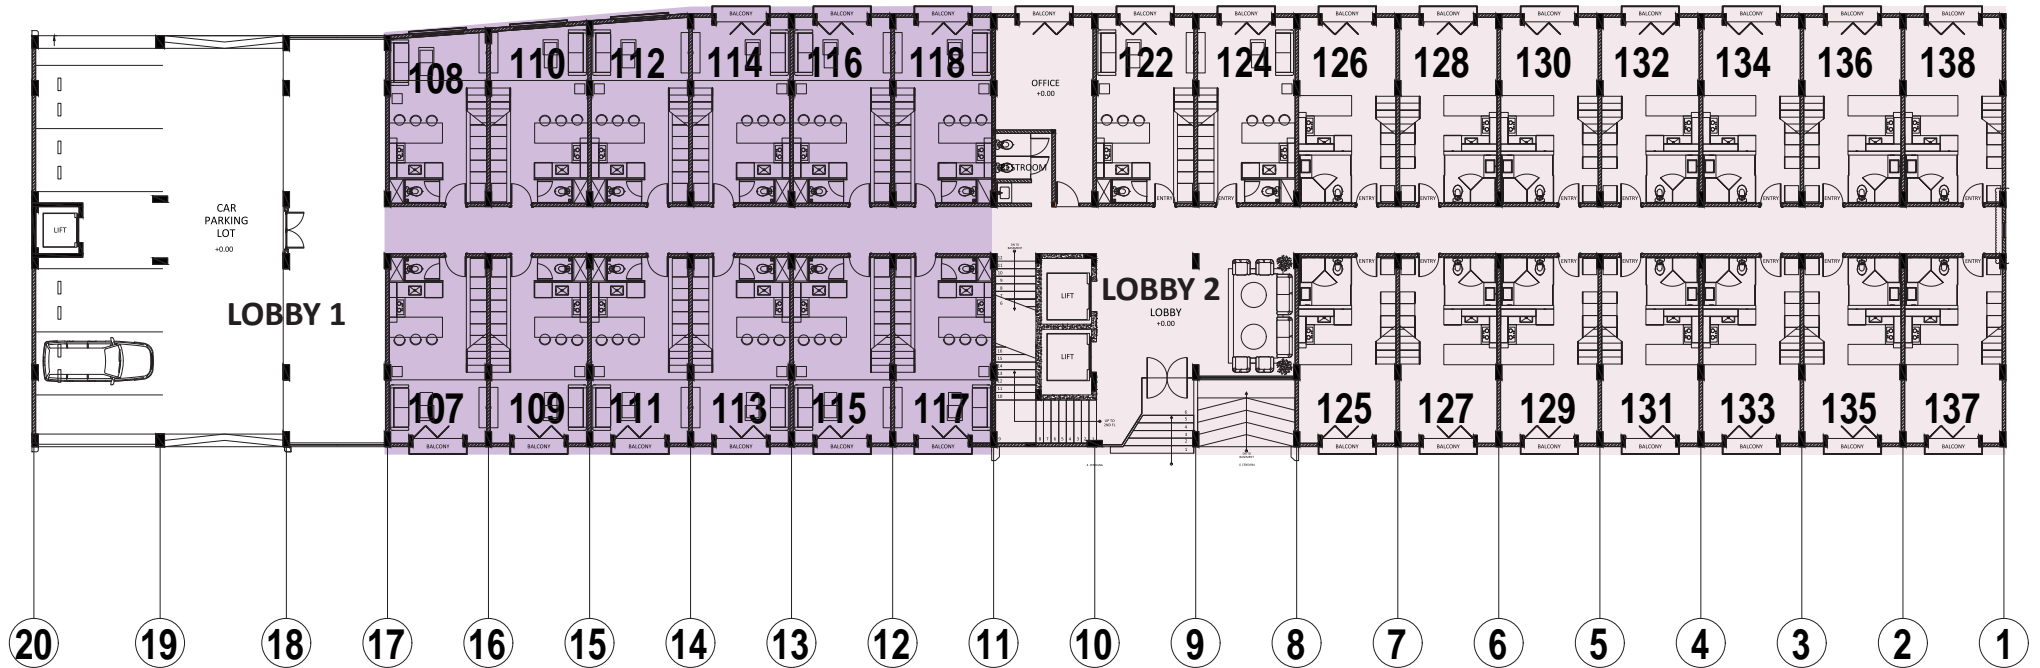 BALCONY BALCONY BALCONY BALCONY BALCONY BALCONY BALCONY BALCONY BALCONY BALCONY BALCONY BALCONY BALCONY
108 110 112 114 116 118 122 124 126 128 130 132 134 136 138
OFFICE
+0.00
ENTRY ENTRY ENTRY ENTRY ENTRY ENTRY ENTRY ENTRY ENTRY
CAR
PARKING
LOT
+0.00
LIFT
LOBBY 1
LIFT
LIFT
LOBBY 2
LOBBY
+0.00
ENTRY ENTRY ENTRY ENTRY ENTRY ENTRY ENTRY
107 109 111 113 115 117 125 127 129 131 133 135 137
BALCONY BALCONY BALCONY BALCONY BALCONY BALCONY BALCONY BALCONY BALCONY BALCONY BALCONY BALCONY BALCONY
20 19 18 17 16 15 14 13 12 11 10 9 8 7 6 5 4 3 2 1